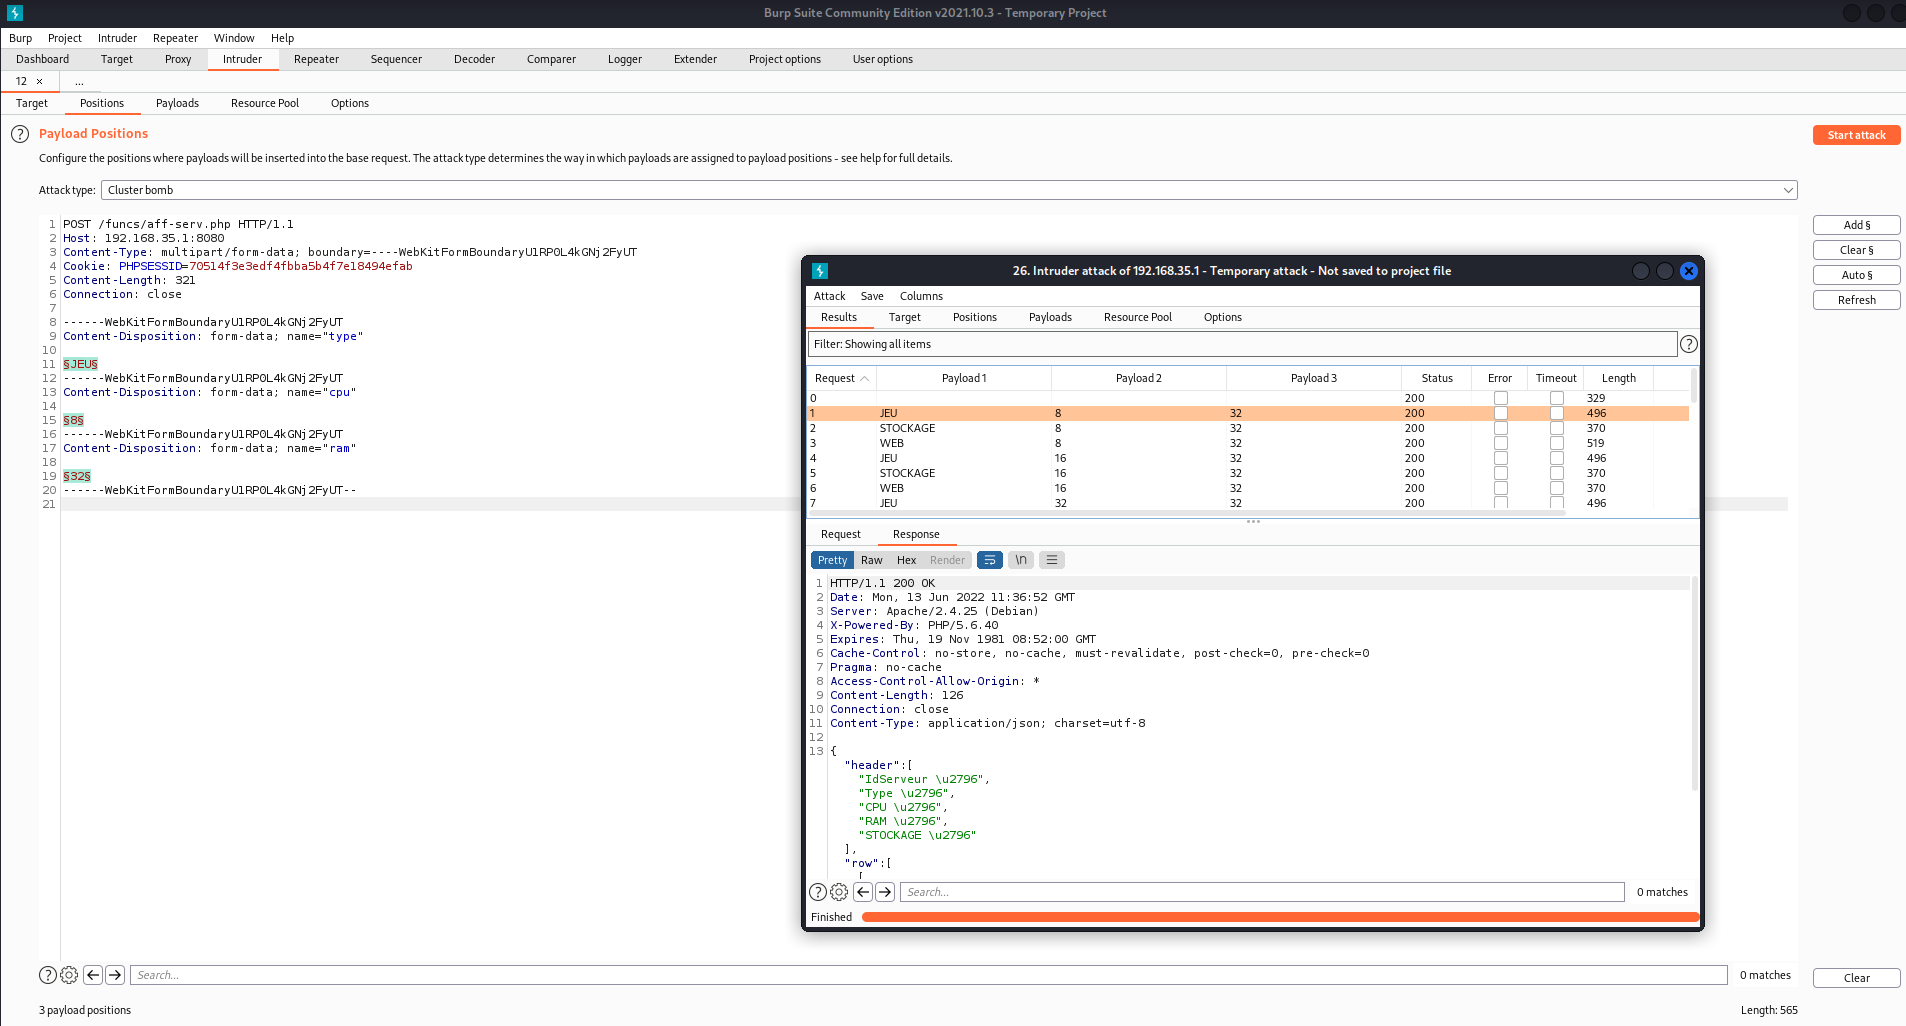 Burp Suite Community Edition v2021.10.3 - Temporary Project
Burp Project Intruder Repeater Window Help
Dashboard Target Proxy Intruder Repeater Sequencer Decoder Comparer Logger Extender Project options User options
12 × ...
Target Positions Payloads Resource Pool Options
? Payload Positions
Start attack
Configure the positions where payloads will be inserted into the base request. The attack type determines the way in which payloads are assigned to payload positions - see help for full details.
Attack type: Cluster bomb
Add §
Clear §
Auto §
Refresh
1 POST /funcs/aff-serv.php HTTP/1.1
2 Host: 192.168.35.1:8080
3 Content-Type: multipart/form-data; boundary=----WebKitFormBoundaryU1RP0L4kGNj2FyUT
4 Cookie: PHPSESSID=70514f3e3edf4fbba5b4f7e18494efab
5 Content-Length: 321
6 Connection: close
7
8 ------WebKitFormBoundaryU1RP0L4kGNj2FyUT
9 Content-Disposition: form-data; name="type"
10
11 §JEU§
12 ------WebKitFormBoundaryU1RP0L4kGNj2FyUT
13 Content-Disposition: form-data; name="cpu"
14
15 §8§
16 ------WebKitFormBoundaryU1RP0L4kGNj2FyUT
17 Content-Disposition: form-data; name="ram"
18
19 §32§
20 ------WebKitFormBoundaryU1RP0L4kGNj2FyUT--
21
26. Intruder attack of 192.168.35.1 - Temporary attack - Not saved to project file
Attack Save Columns
Results Target Positions Payloads Resource Pool Options
Filter: Showing all items ?
Request Payload 1 Payload 2 Payload 3 Status Error Timeout Length
0 200 329
1 JEU 8 32 200 496
2 STOCKAGE 8 32 200 370
3 WEB 8 32 200 519
4 JEU 16 32 200 496
5 STOCKAGE 16 32 200 370
6 WEB 16 32 200 370
7 JEU 32 32 200 496
Request Response
Pretty Raw Hex Render \n
1 HTTP/1.1 200 OK
2 Date: Mon, 13 Jun 2022 11:36:52 GMT
3 Server: Apache/2.4.25 (Debian)
4 X-Powered-By: PHP/5.6.40
5 Expires: Thu, 19 Nov 1981 08:52:00 GMT
6 Cache-Control: no-store, no-cache, must-revalidate, post-check=0, pre-check=0
7 Pragma: no-cache
8 Access-Control-Allow-Origin: *
9 Content-Length: 126
10 Connection: close
11 Content-Type: application/json; charset=utf-8
12
13 {
"header":[
"IdServeur \u2796",
"Type \u2796",
"CPU \u2796",
"RAM \u2796",
"STOCKAGE \u2796"
],
"row":[
[
? Search... 0 matches
Finished
? Search... 0 matches
Clear
3 payload positions
Length: 565